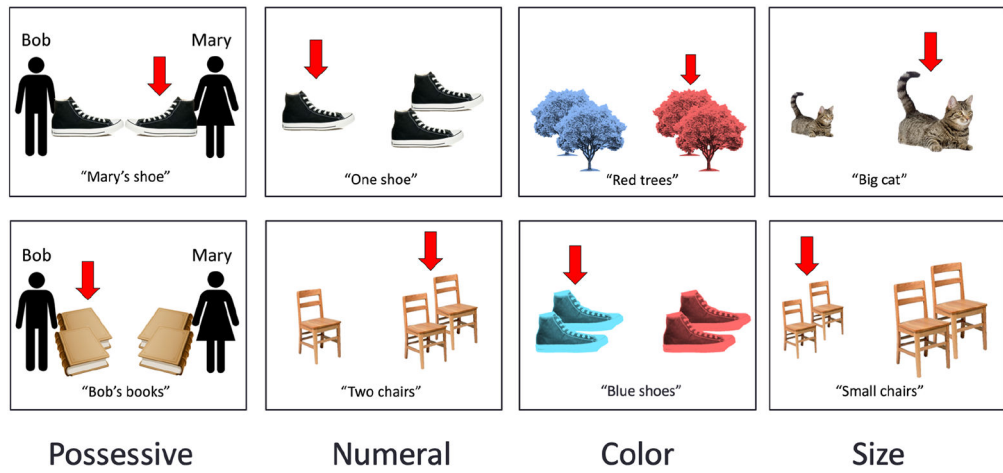 Bob
Mary
“Mary’s shoe”
“One shoe”
“Red trees”
“Big cat”
Bob
Mary
“Bob’s books”
“Two chairs”
“Blue shoes”
“Small chairs”
Possessive
Numeral
Color
Size